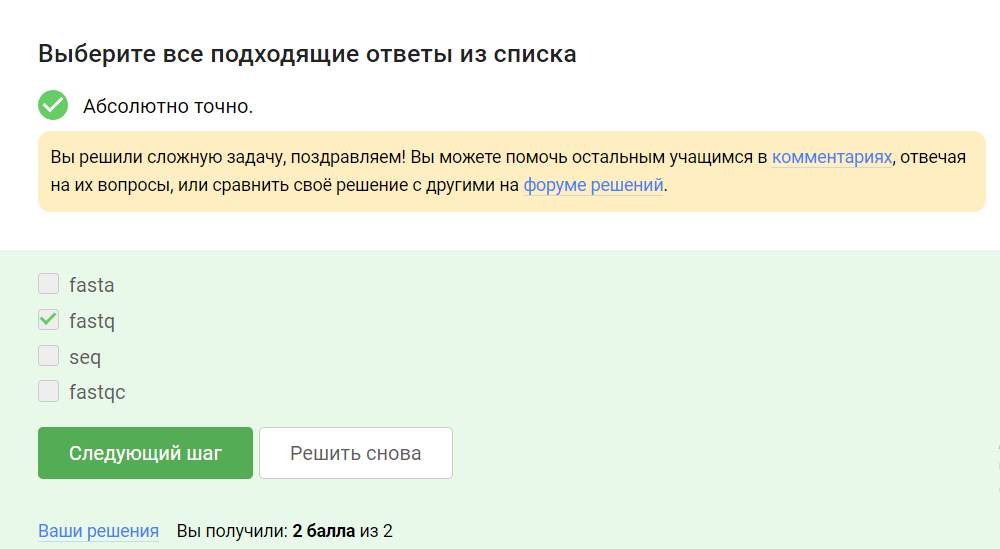 Выберите все подходящие ответы из списка
Абсолютно точно.
Вы решили сложную задачу, поздравляем! Вы можете помочь остальным учащимся в комментариях, отвечая
на их вопросы, или сравнить своё решение с другими на форуме решений.
fasta
fastq
seq
fastqc
Следующий шаг
Решить снова
Ваши решения Вы получили: 2 балла из 2